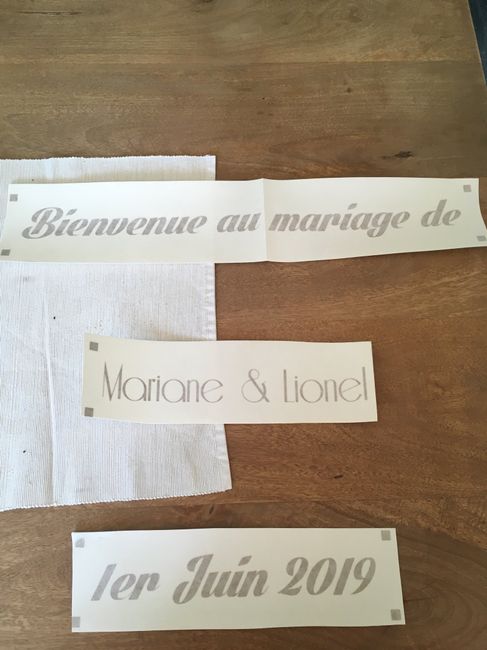 Bienvenue au mariage de
Mariane & Lionel
1er Juin 2019